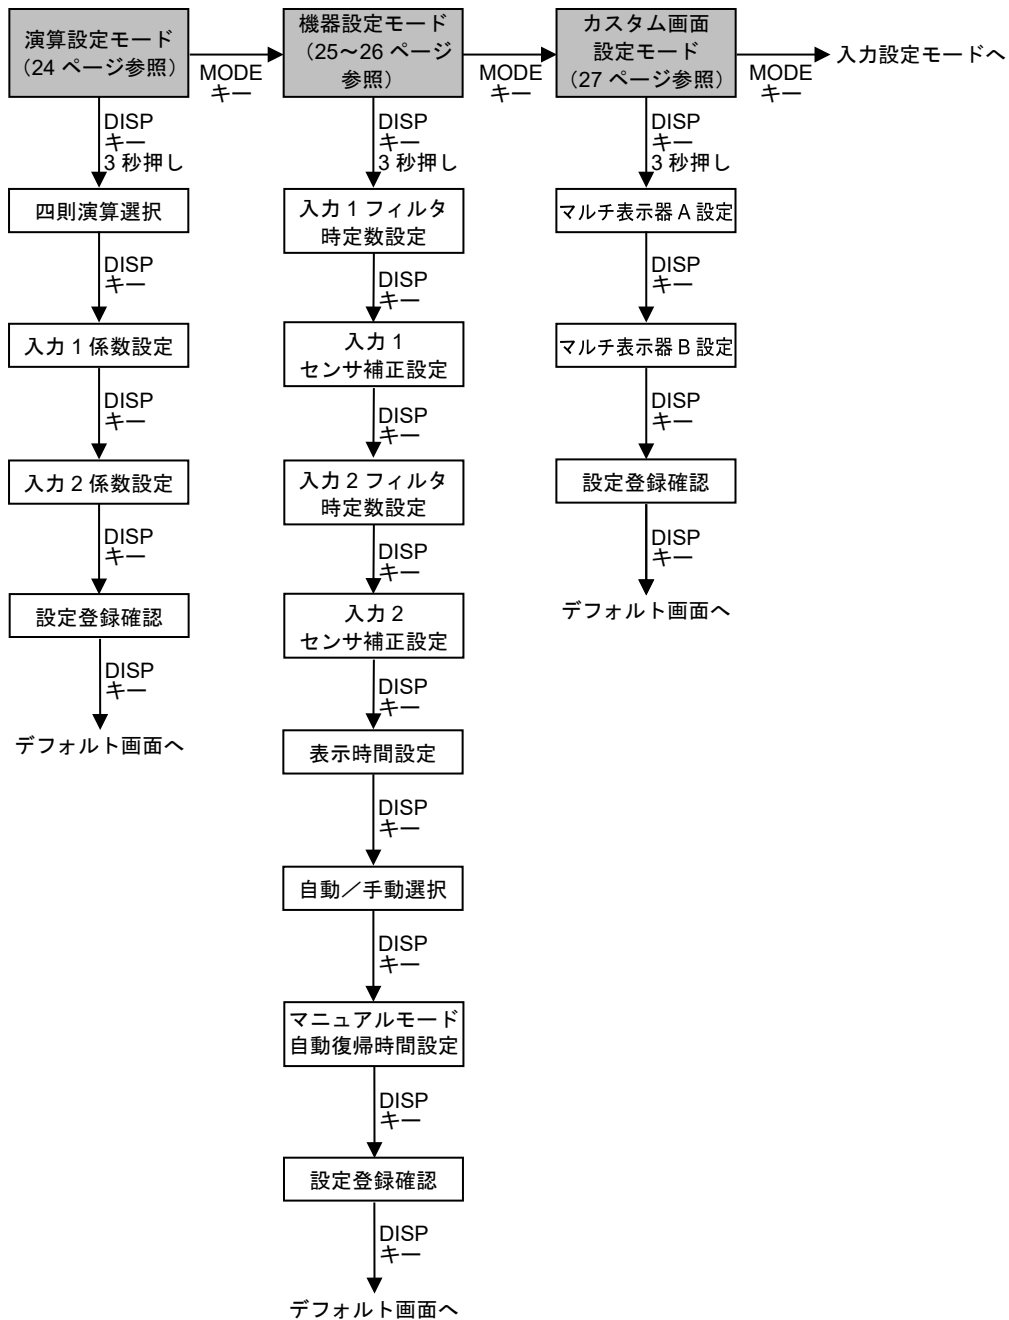 演算設定モード
（24 ページ参照）
MODE
キー
機器設定モード
（25～26 ページ
参照）
MODE
キー
カスタム画面
設定モード
（27 ページ参照）
MODE
キー
入力設定モードへ
DISP
キー
3 秒押し
四則演算選択
DISP
キー
入力 1 係数設定
DISP
キー
入力 2 係数設定
DISP
キー
設定登録確認
DISP
キー
デフォルト画面へ
DISP
キー
3 秒押し
入力 1 フィルタ
時定数設定
DISP
キー
入力 1
センサ補正設定
DISP
キー
入力 2 フィルタ
時定数設定
DISP
キー
入力 2
センサ補正設定
DISP
キー
表示時間設定
DISP
キー
自動／手動選択
DISP
キー
マニュアルモード
自動復帰時間設定
DISP
キー
設定登録確認
DISP
キー
デフォルト画面へ
DISP
キー
3 秒押し
マルチ表示器 A 設定
DISP
キー
マルチ表示器 B 設定
DISP
キー
設定登録確認
DISP
キー
デフォルト画面へ